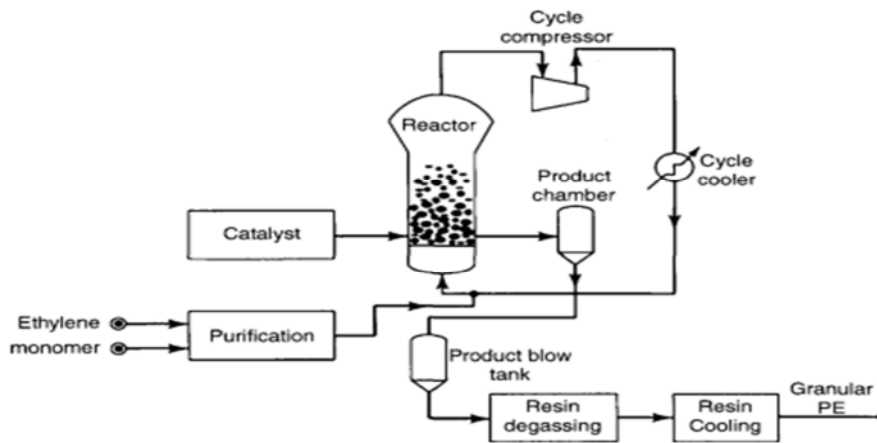 Cycle
compressor
Reactor
Cycle
cooler
Product
chamber
Catalyst
Ethylene
monomer
Purification
Product blow
tank
Resin
degassing
Resin
Cooling
Granular
PE